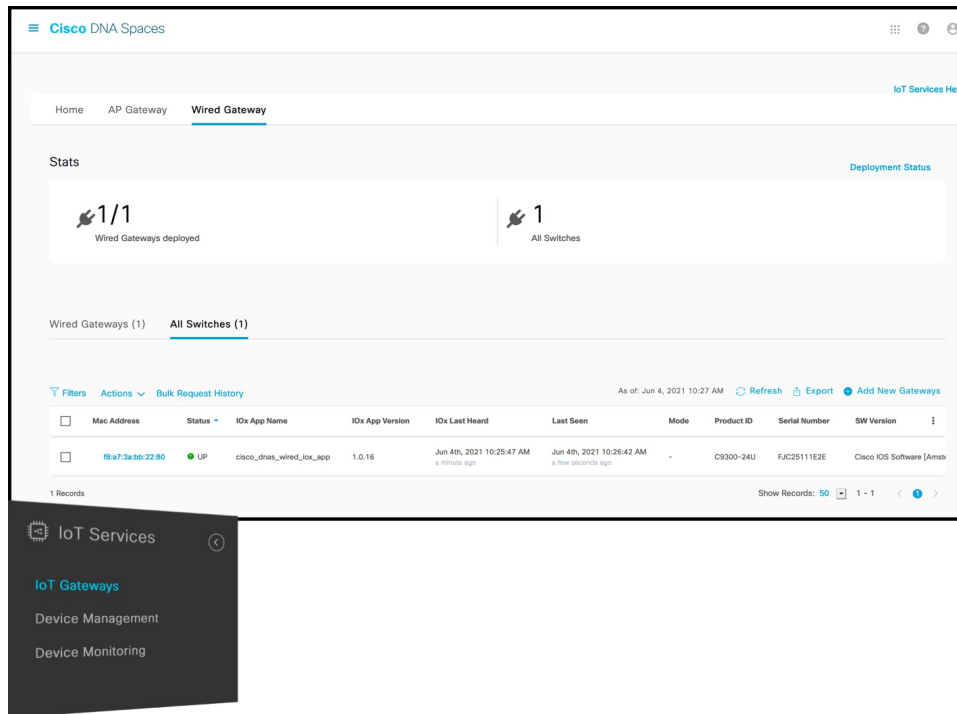 Cisco DNA Spaces
IoT Services He
Home AP Gateway Wired Gateway
Stats
Deployment Status
1/1
Wired Gateways deployed
1
All Switches
Wired Gateways (1) All Switches (1)
Filters Actions Bulk Request History As of: Jun 4, 2021 10:27 AM Refresh Export Add New Gateways
Mac Address Status IOx App Name IOx App Version IOx Last Heard Last Seen Mode Product ID Serial Number SW Version
f8:a7:3a:bb:22:80 UP cisco_dnas_wired_iox_app 1.0.16 Jun 4th, 2021 10:25:47 AM Jun 4th, 2021 10:26:42 AM - C9300-24U FJC25111E2E Cisco IOS Software [Amste
a minute ago a few seconds ago
1 Records Show Records: 50 1 - 1 < 1 >
IoT Services
IoT Gateways
Device Management
Device Monitoring